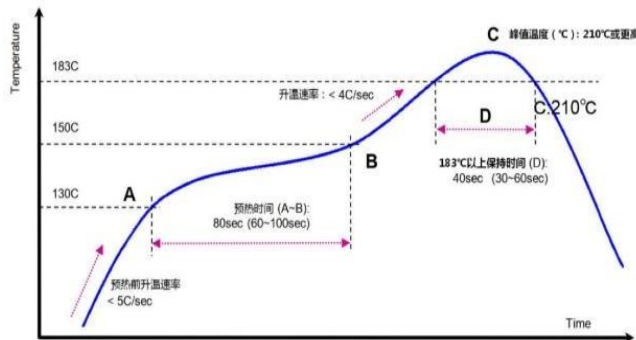 Temperature
C
峰值温度 ( ℃ ) : 210℃或更高
183C
升温速率 : < 4C/sec
D
C.210℃
150C
B
183℃以上保持时间 (D):
40sec (30~60sec)
130C
A
预热时间 (A~B):
80sec (60~100sec)
预热前升温速率
< 5C/sec
Time